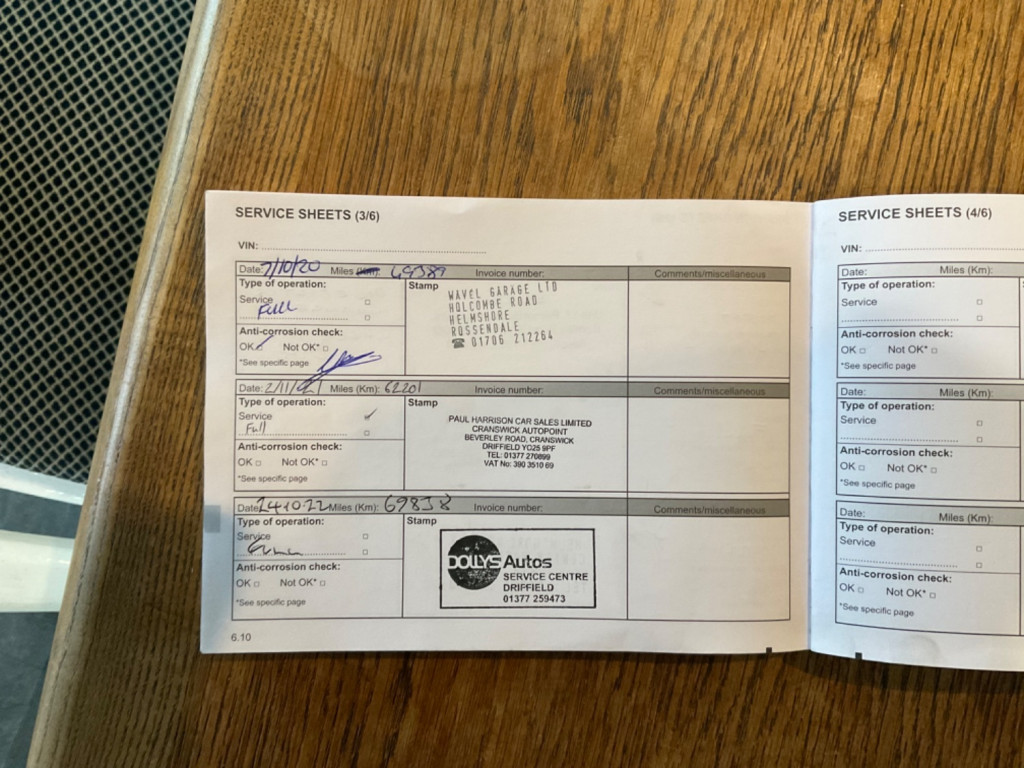 SERVICE SHEETS (3/6)
VIN:
Date: 7/10/20 Miles (Km): Invoice number: Comments/miscellaneous
Type of operation:
Stamp
Service
Full
Anti-corrosion check:
OK Not OK*
*See specific page
WAVEL GARAGE LTD
HOLCOMBE ROAD
HELMSHORE
ROSSENDALE
☎ 01706 212264
Date: 2/11/21 Miles (Km): 62201 Invoice number: Comments/miscellaneous
Type of operation:
Stamp
Service
Full
Anti-corrosion check:
OK Not OK*
*See specific page
PAUL HARRISON CAR SALES LIMITED
CRANSWICK AUTOPOINT
BEVERLEY ROAD, CRANSWICK
DRIFFIELD YO25 9PF
TEL: 01377 270899
VAT No: 390 3510 69
Date: 24.10.22 Miles (Km): 69838 Invoice number: Comments/miscellaneous
Type of operation:
Stamp
Service
Anti-corrosion check:
OK Not OK*
*See specific page
DOLLYS Autos
SERVICE CENTRE
DRIFFIELD
01377 259473
6.10
SERVICE SHEETS (4/6)
VIN:
Date: Miles (Km):
Type of operation:
Service
Anti-corrosion check:
OK Not OK*
*See specific page
Date: Miles (Km):
Type of operation:
Service
Anti-corrosion check:
OK Not OK*
*See specific page
Date: Miles (Km):
Type of operation:
Service
Anti-corrosion check:
OK Not OK*
*See specific page